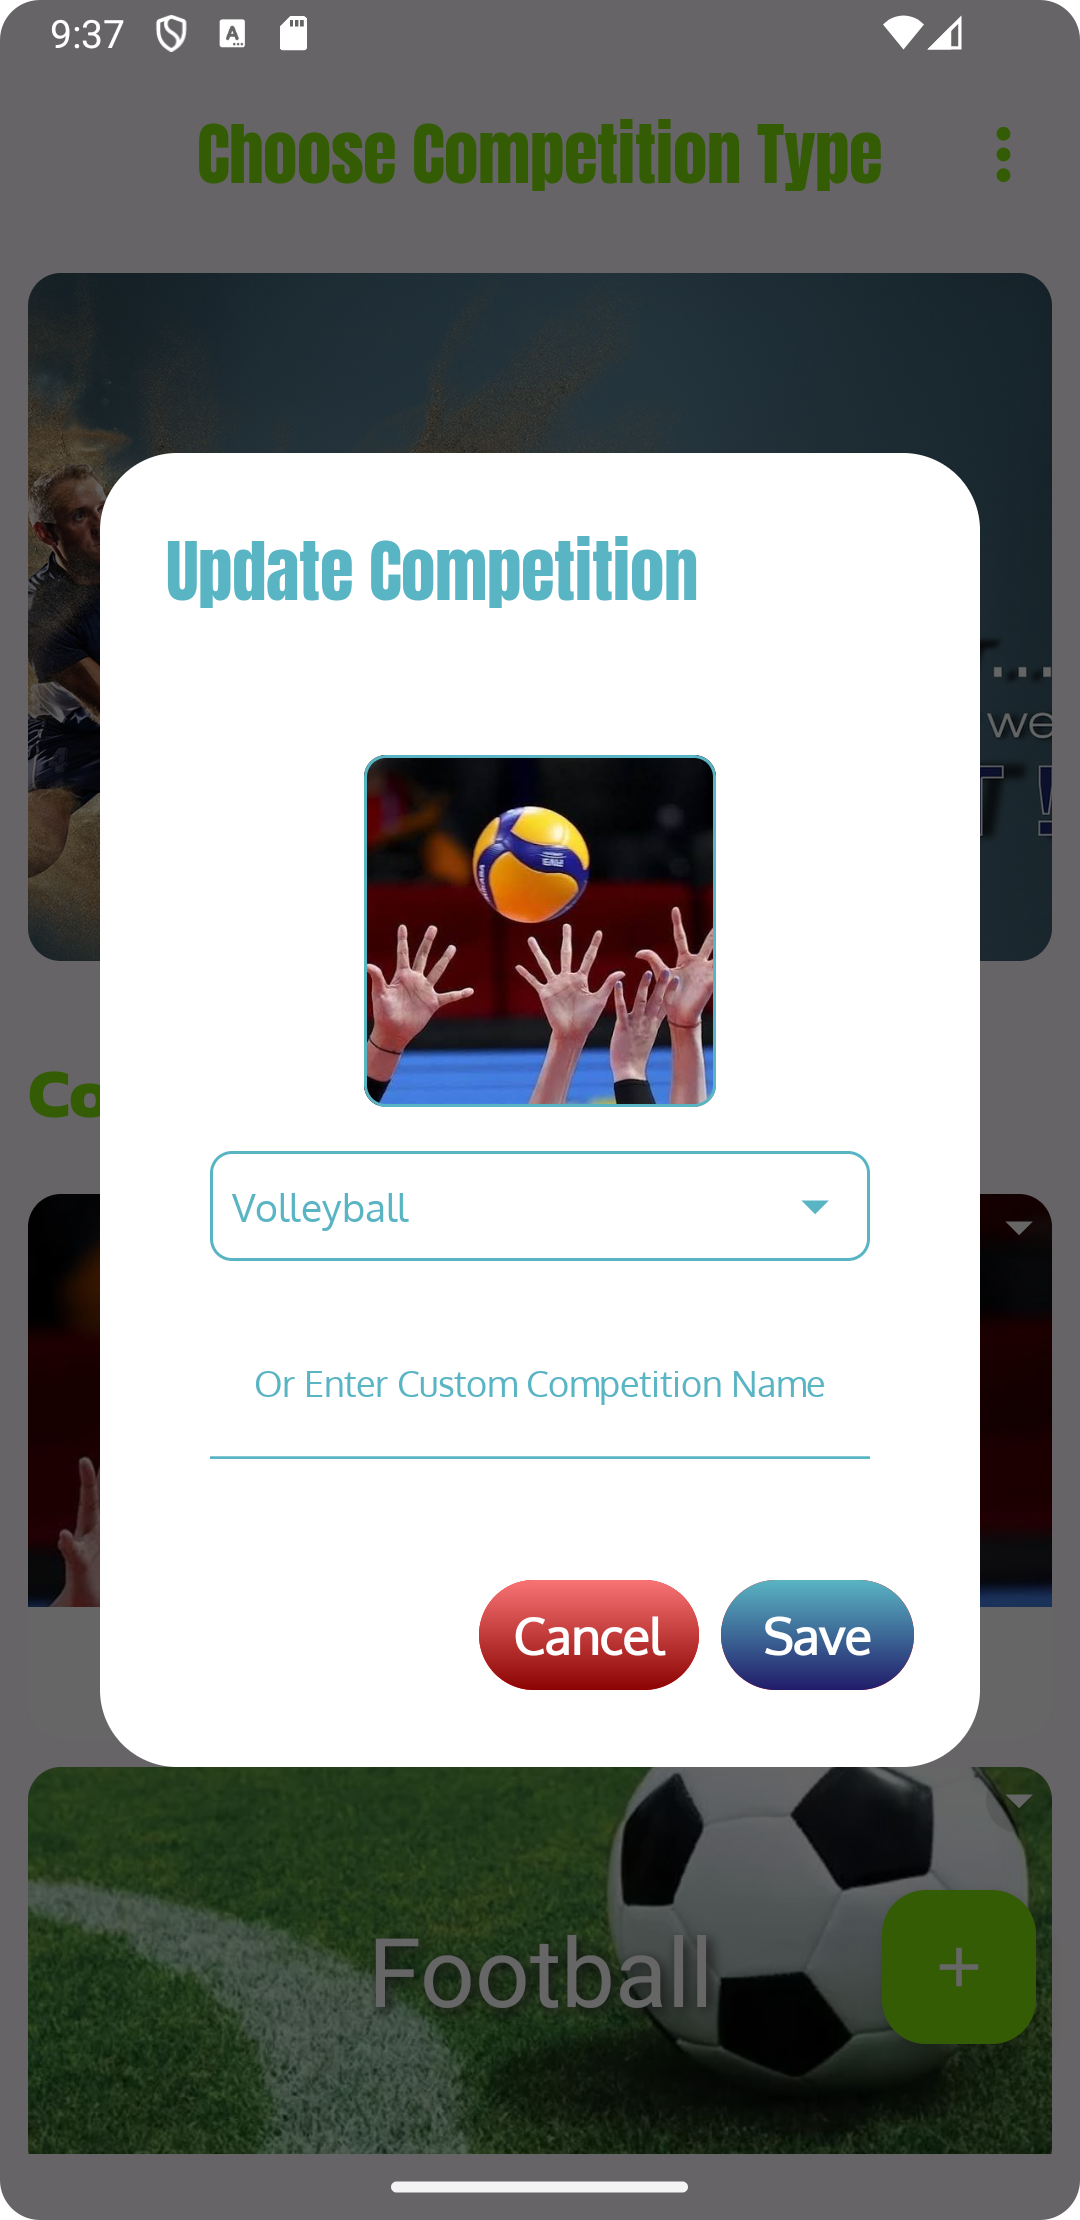 9:37
Choose Competition Type
...
we
T !
Update Competition
Co
Volleyball
Or Enter Custom Competition Name
Cancel Save
Football
+